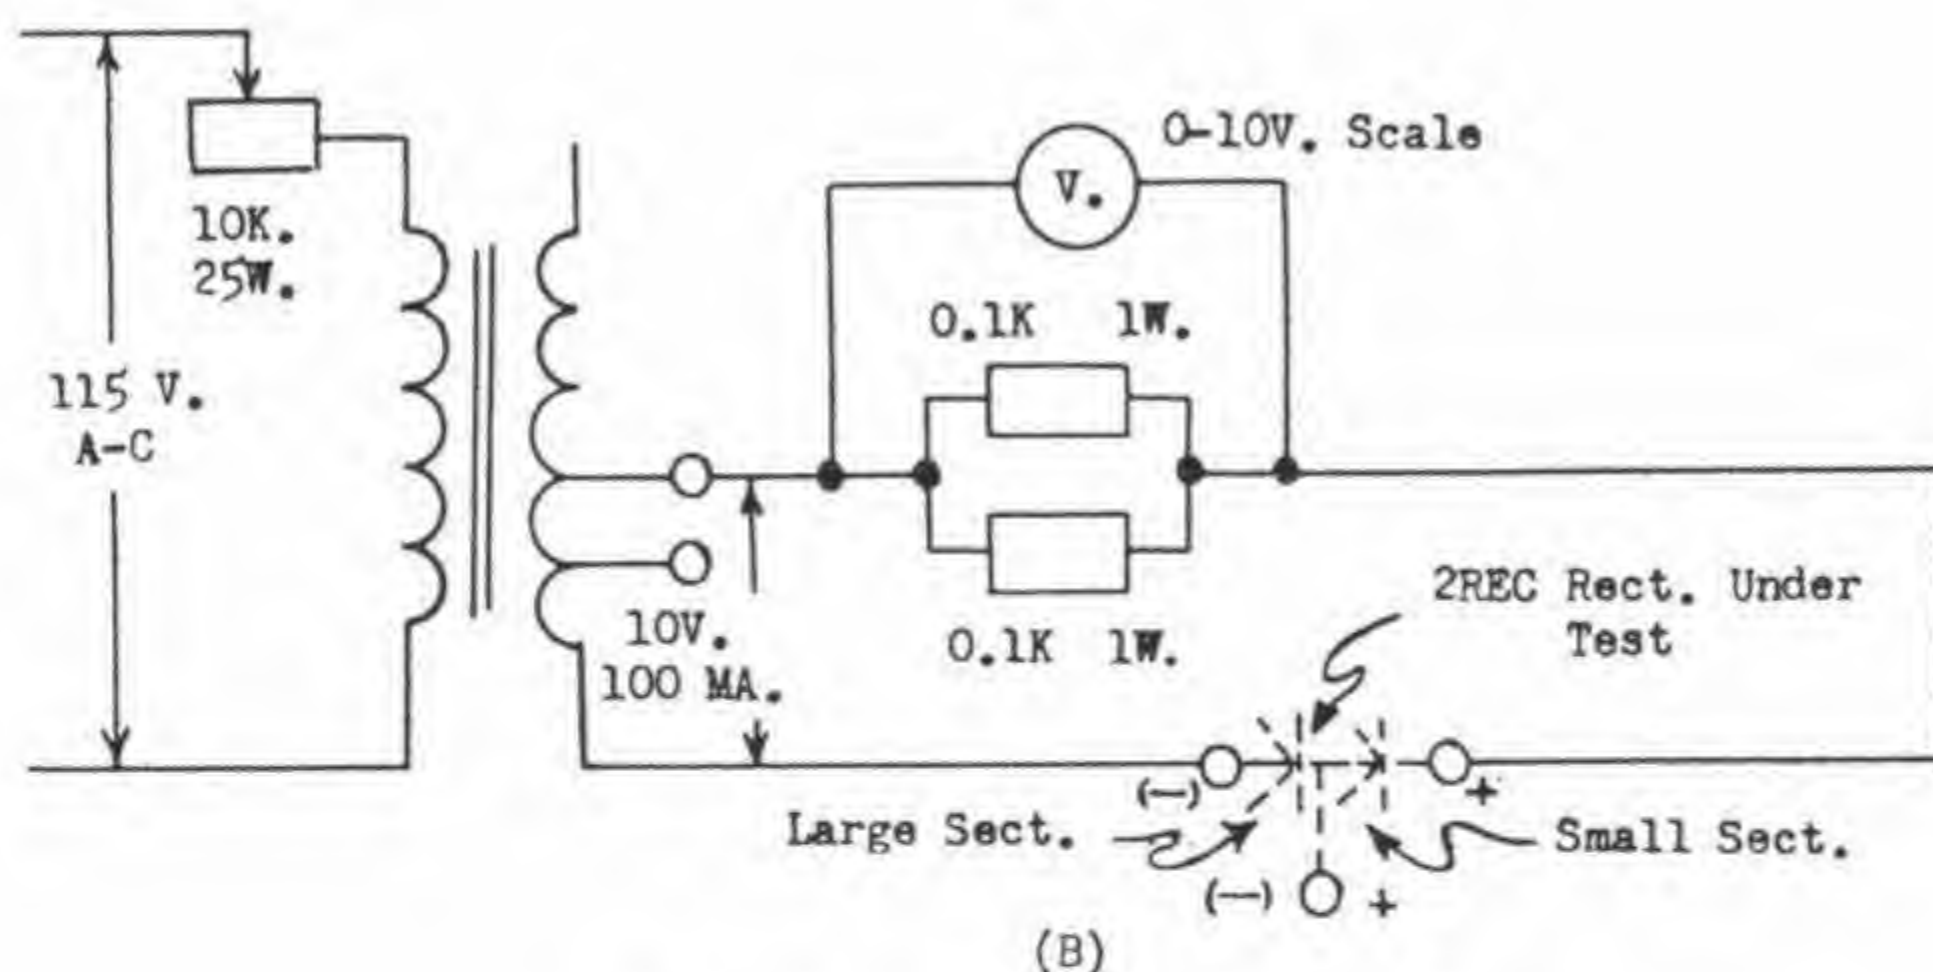 0-10V. Scale
V.
10K.
25W.
0.1K 1W.
115 V.
A-C
10V.
100 MA.
0.1K 1W.
2REC Rect. Under
Test
(-)
+
Large Sect.
Small Sect.
(-) +
(B)